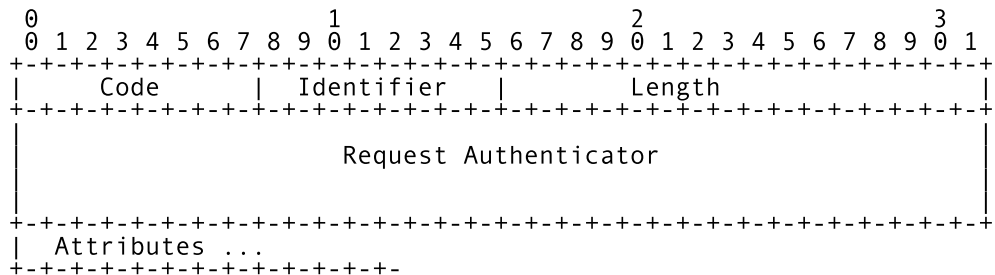 0                   1                   2                   3
 0 1 2 3 4 5 6 7 8 9 0 1 2 3 4 5 6 7 8 9 0 1 2 3 4 5 6 7 8 9 0 1
+-+-+-+-+-+-+-+-+-+-+-+-+-+-+-+-+-+-+-+-+-+-+-+-+-+-+-+-+-+-+-+-+
|     Code      |  Identifier   |        Length                 |
+-+-+-+-+-+-+-+-+-+-+-+-+-+-+-+-+-+-+-+-+-+-+-+-+-+-+-+-+-+-+-+-+
|                                                               |
|                     Request Authenticator                     |
|                                                               |
|                                                               |
+-+-+-+-+-+-+-+-+-+-+-+-+-+-+-+-+-+-+-+-+-+-+-+-+-+-+-+-+-+-+-+-+
|  Attributes ...
+-+-+-+-+-+-+-+-+-+-+-+-+-